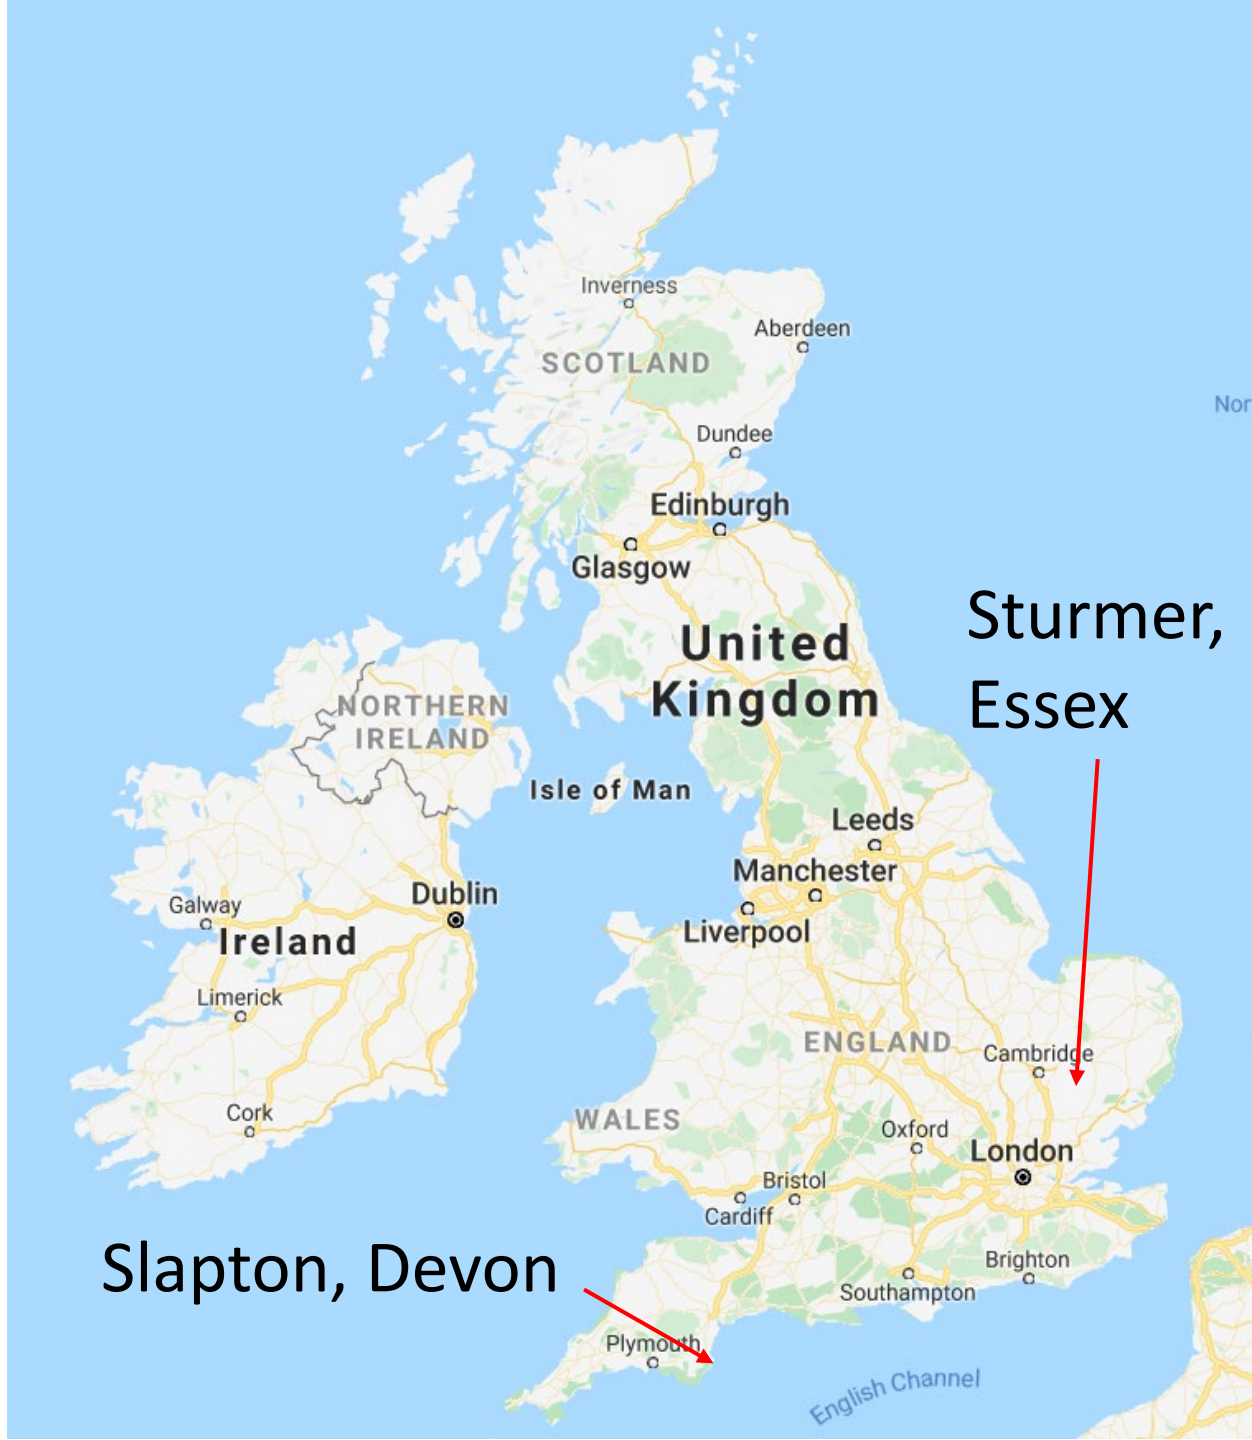 Inverness
Aberdeen
SCOTLAND
Nor
Dundee
Edinburgh
Glasgow
Sturmer,
Essex
United
Kingdom
NORTHERN
IRELAND
Isle of Man
Leeds
Manchester
Dublin
Galway
Liverpool
Ireland
Limerick
ENGLAND
Cambridge
Cork
WALES
Oxford
London
Bristol
Cardiff
Slapton, Devon
Brighton
Southampton
Plymouth
English Channel